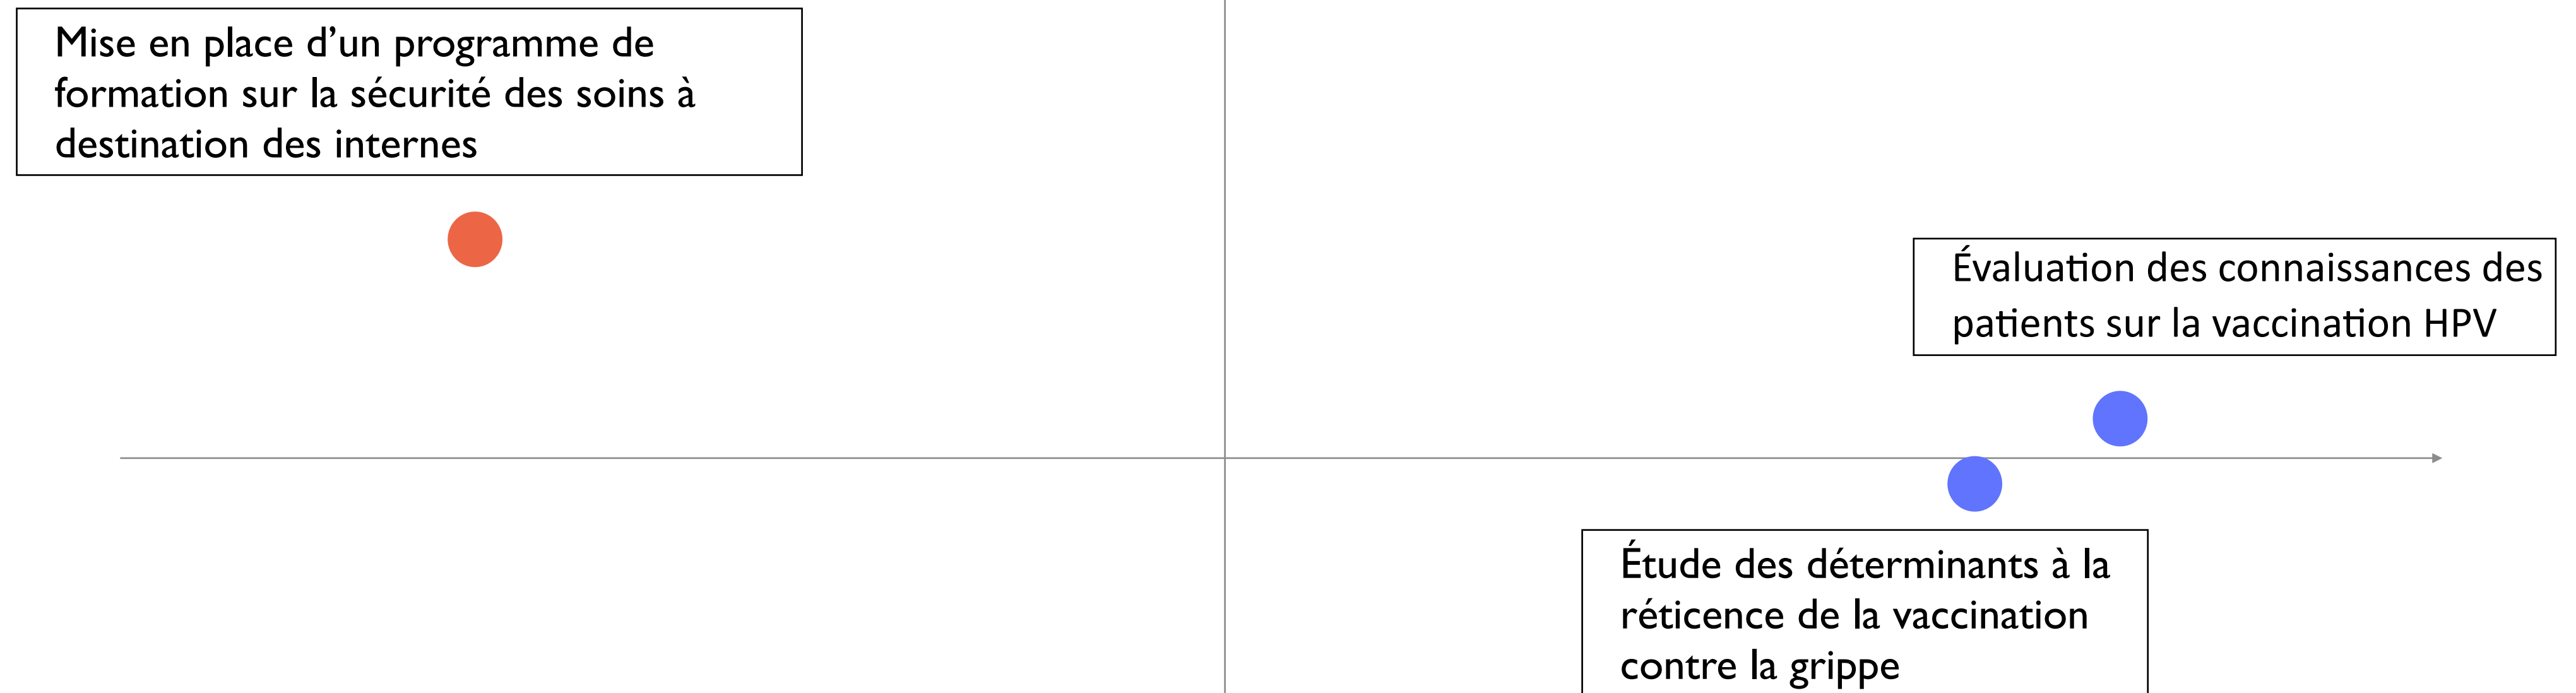 Mise en place d’un programme de
formation sur la sécurité des soins à
destination des internes
Évaluation des connaissances des
patients sur la vaccination HPV
Étude des déterminants à la
réticence de la vaccination
contre la grippe